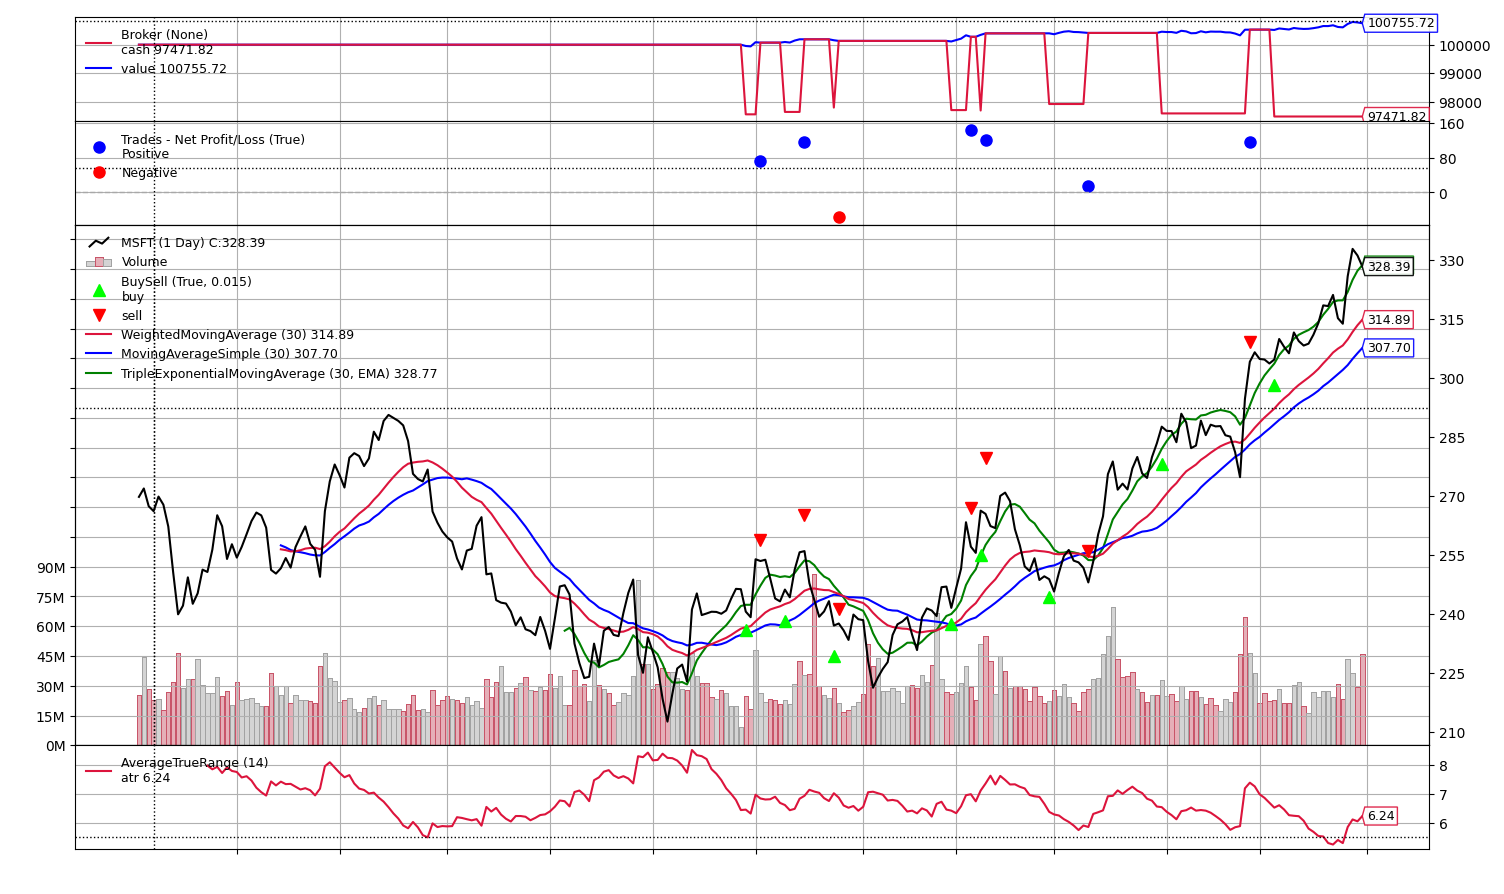 Broker (None)
cash 97471.82
value 100755.72
100755.72
100000
99000
98000
97471.82
Trades - Net Profit/Loss (True)
Positive
Negative
160
80
0
MSFT (1 Day) C:328.39
Volume
BuySell (True, 0.015)
buy
sell
WeightedMovingAverage (30) 314.89
MovingAverageSimple (30) 307.70
TripleExponentialMovingAverage (30, EMA) 328.77
330
328.39
315
314.89
307.70
300
285
270
255
240
225
210
90M
75M
60M
45M
30M
15M
0M
AverageTrueRange (14)
atr 6.24
8
7
6.24
6